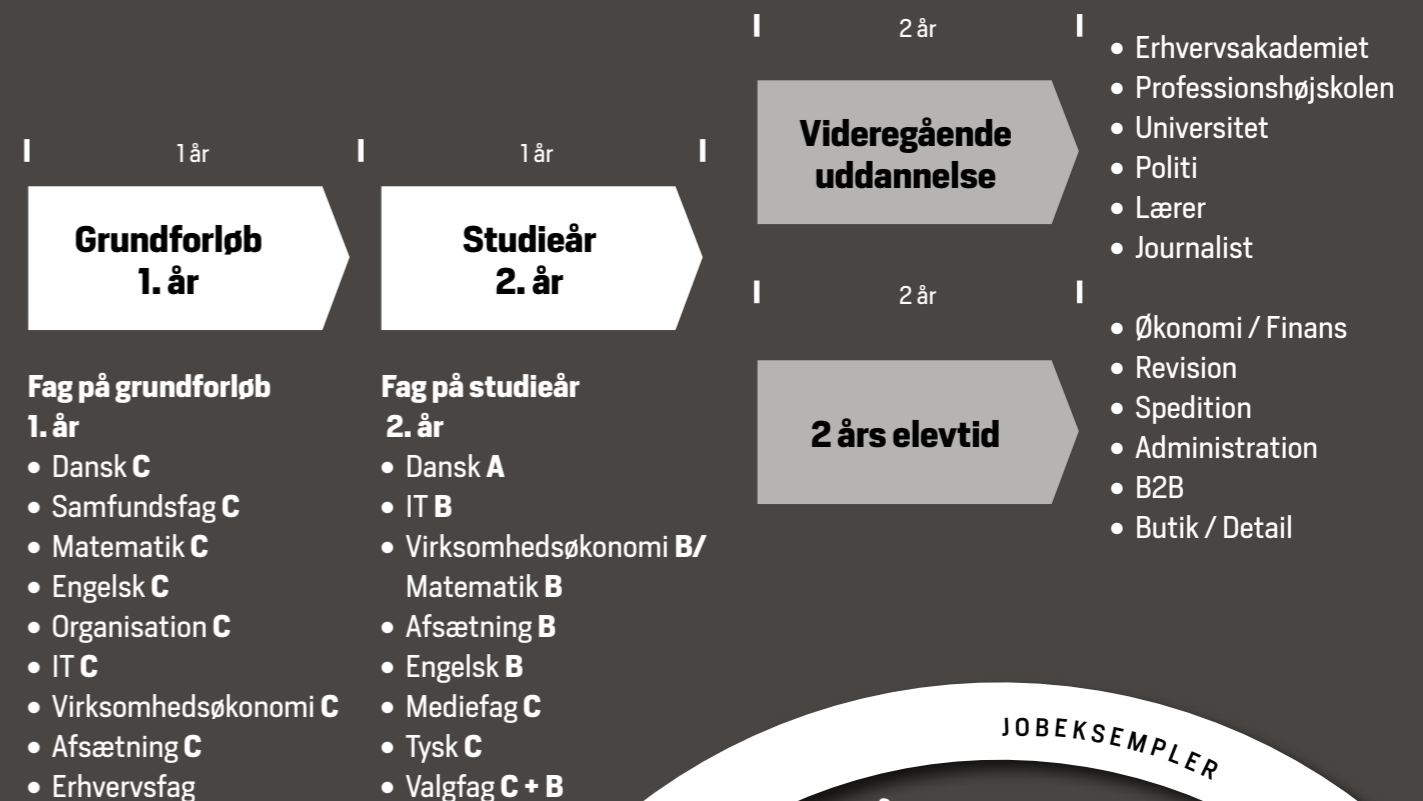 1 år
Grundforløb
1. år
Fag på grundforløb
1. år
• Dansk C
• Samfundsfag C
• Matematik C
• Engelsk C
• Organisation C
• IT C
• Virksomhedsøkonomi C
• Afsætning C
• Erhvervsfag
1 år
Studieår
2. år
Fag på studieår
2. år
• Dansk A
• IT B
• Virksomhedsøkonomi B/
Matematik B
• Afsætning B
• Engelsk B
• Mediefag C
• Tysk C
• Valgfag C + B
2 år
Videregående
uddannelse
• Erhvervsakademiet
• Professionshøjskolen
• Universitet
• Politi
• Lærer
• Journalist
2 år
2 års elevtid
• Økonomi / Finans
• Revision
• Spedition
• Administration
• B2B
• Butik / Detail
JOBEKSEMPLER